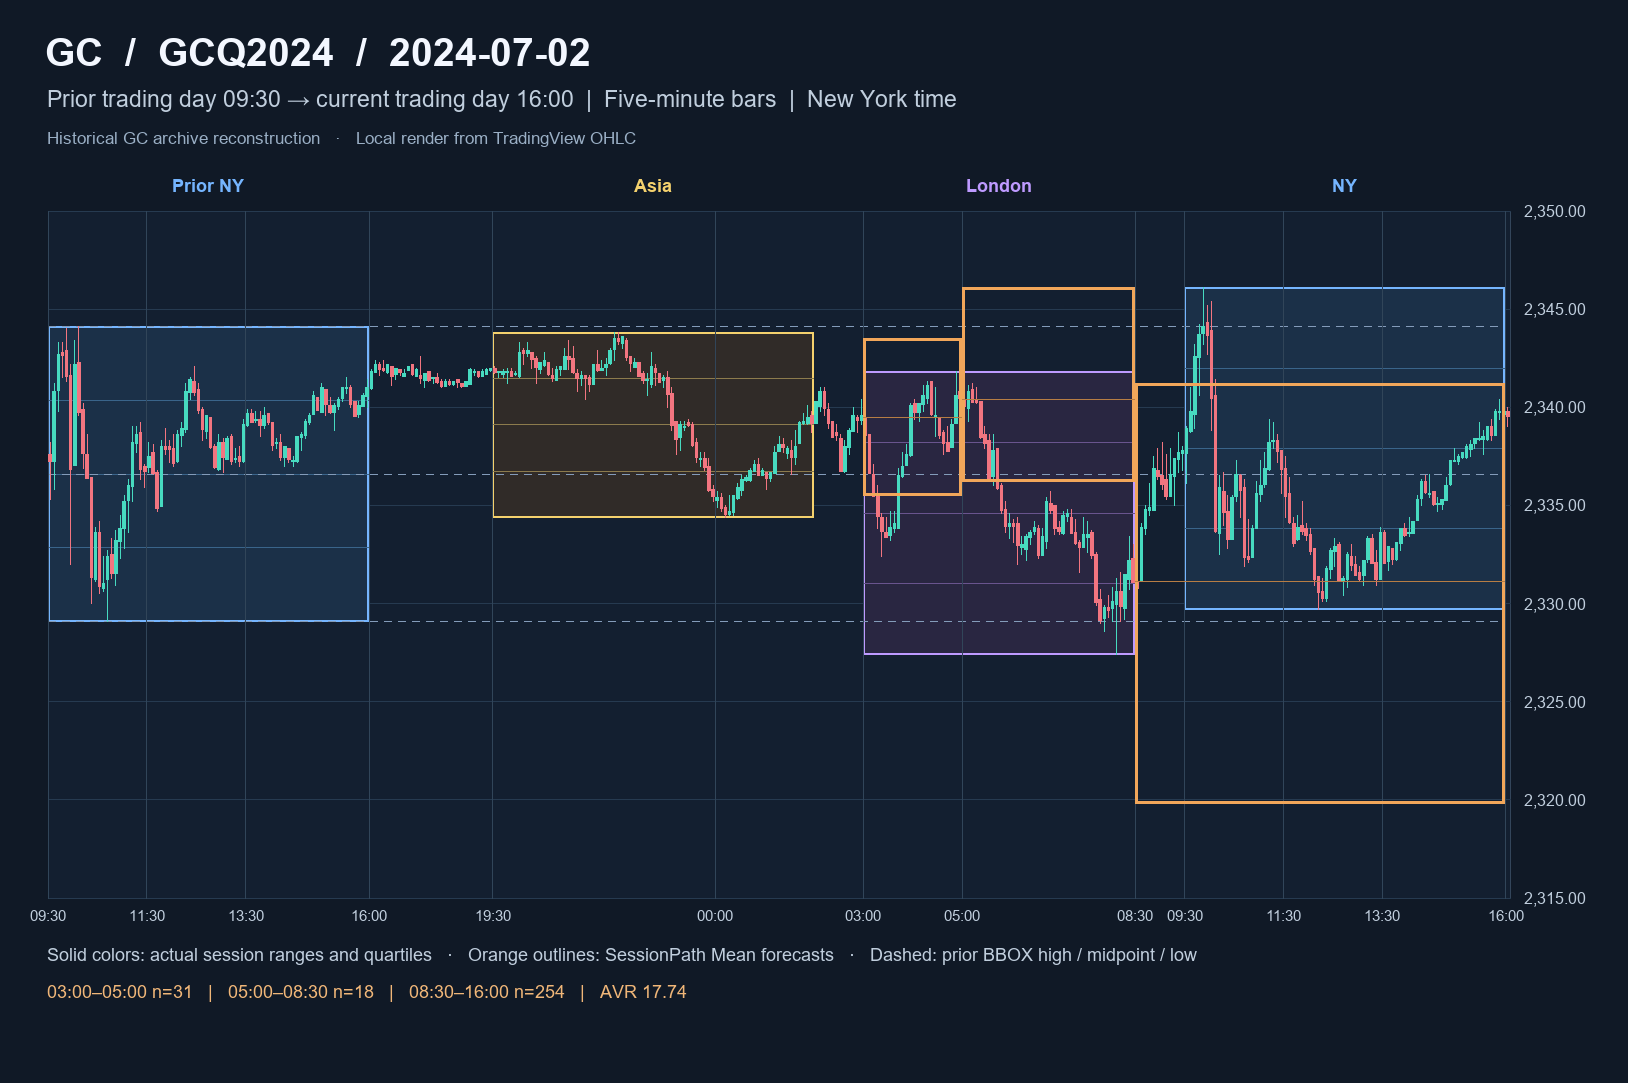 GC / GCQ2024 / 2024-07-02
Prior trading day 09:30 → current trading day 16:00 | Five-minute bars | New York time
Historical GC archive reconstruction · Local render from TradingView OHLC
Prior NY Asia London NY
2,350.00
2,345.00
2,340.00
2,335.00
2,330.00
2,325.00
2,320.00
2,315.00
09:30 11:30 13:30 16:00 19:30 00:00 03:00 05:00 08:30 09:30 11:30 13:30 16:00
Solid colors: actual session ranges and quartiles · Orange outlines: SessionPath Mean forecasts · Dashed: prior BBOX high / midpoint / low
03:00–05:00 n=31 | 05:00–08:30 n=18 | 08:30–16:00 n=254 | AVR 17.74